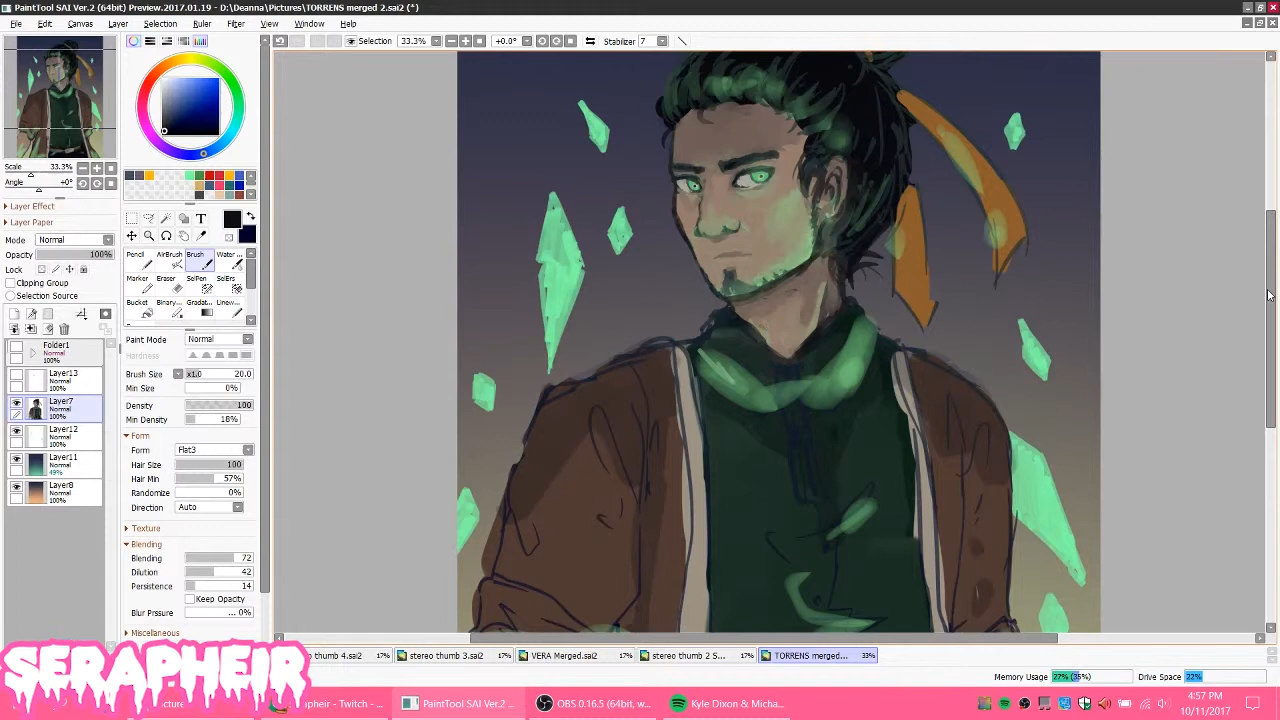 PaintTool SAI Ver.2 (64bit) Preview.2017.01.19 - D:\Deanna\Pictures\TORRENS merged 2.sai2 (*)
File Edit Canvas Layer Selection Ruler Filter View Window Help
Selection 33.3% +0.0° Stabilizer 7
Scale 33.3%
Angle +0°
Layer Effect
Layer Paper
Mode Normal
Opacity 100%
Lock
Clipping Group
Selection Source
Folder1
Normal
100%
Layer13
Normal
100%
Layer7
Normal
100%
Layer12
Normal
100%
Layer11
Normal
49%
Layer8
Normal
100%
T
Pencil AirBrush Brush Water ...
Marker Eraser SelPen SelErs
Bucket Binary... Gradat... Linew...
Paint Mode Normal
Hardness
Brush Size x1.0 20.0
Min Size 0%
Density 100
Min Density 18%
Form
Form Flat3
Hair Size 100
Hair Min 57%
Randomize 0%
Direction Auto
Texture
Blending
Blending 72
Dilution 42
Persistence 14
Keep Opacity
Blur Prsure ... 0%
Miscellaneous
thumb 4.sai2 17% stereo thumb 3.sai2 17% VERA Merged.sai2 17% stereo thumb 2 S... 17% TORRENS merged... 33%
Memory Usage 27% (35%) Drive Space 22%
SERAPHEIR
apheir - Twitch - ... PaintTool SAI Ver.2 ... OBS 0.16.5 (64bit, w... Kyle Dixon & Micha...
4:57 PM
10/11/2017